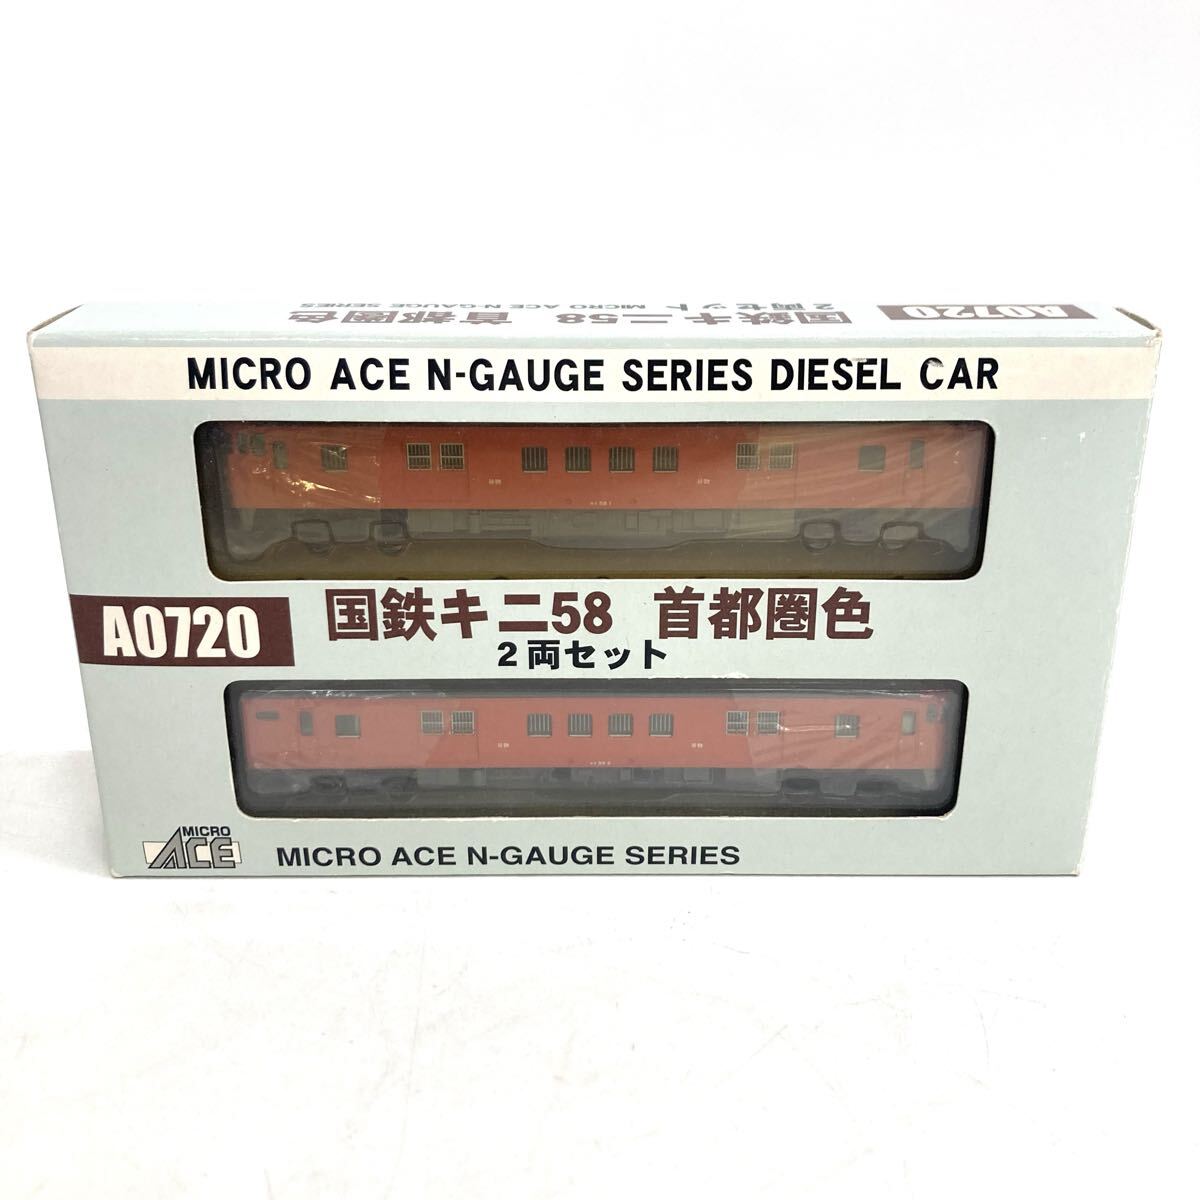 A0720
国鉄キニ58 首都圏色
2両セット MICRO ACE N-GAUGE SERIES
MICRO ACE N-GAUGE SERIES DIESEL CAR
A0720
国鉄キニ58 首都圏色
2両セット
MICRO
ACE
MICRO ACE N-GAUGE SERIES